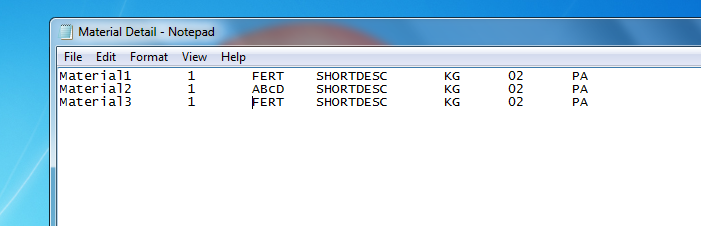 Material Detail - Notepad
File Edit Format View Help
Material1 1 FERT SHORTDESC KG 02 PA
Material2 1 ABcD SHORTDESC KG 02 PA
Material3 1 FERT SHORTDESC KG 02 PA